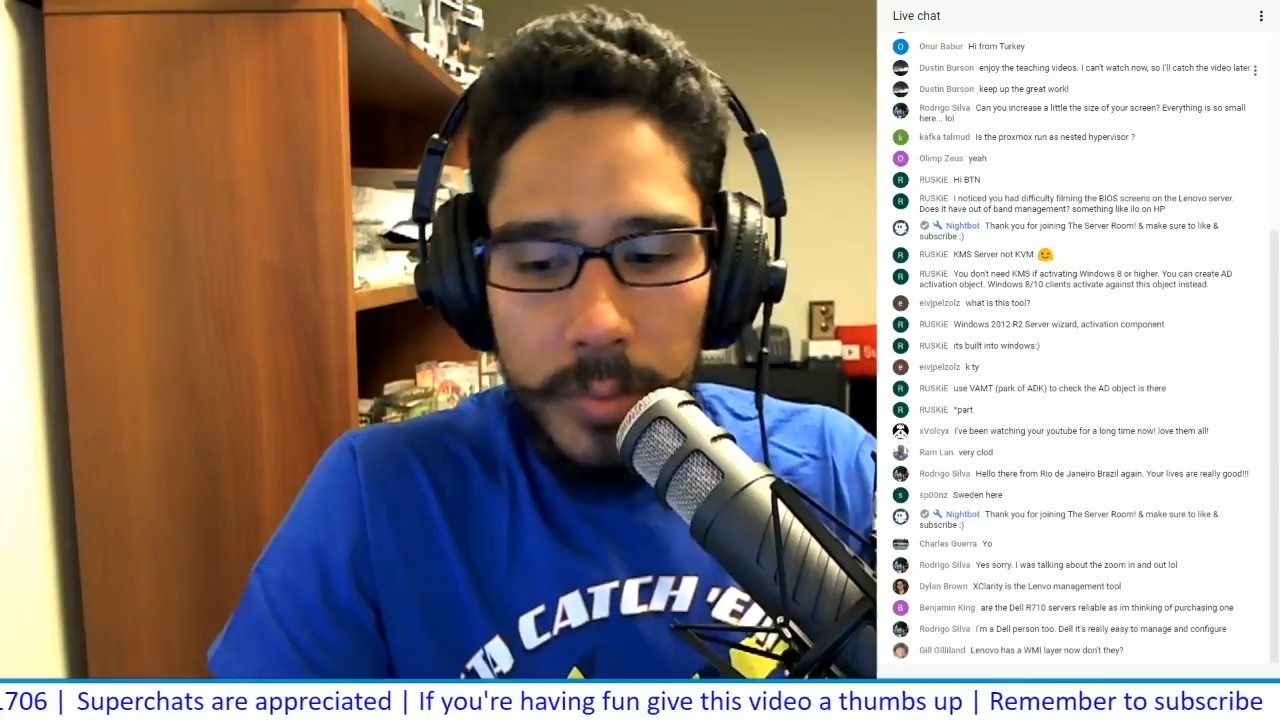 Live chat
O Onur Babur Hi from Turkey
Dustin Burson enjoy the teaching videos. I can't watch now, so I'll catch the video later.
Dustin Burson keep up the great work!
Rodrigo Silva Can you increase a little the size of your screen? Everything is so small
here... lol
k kafka talmud Is the proxmox run as nested hypervisor ?
O Olimp Zeus yeah
R RUSKiE Hi BTN
R RUSKiE I noticed you had difficulty filming the BIOS screens on the Lenovo server.
Does it have out of band management? something like ilo on HP
Nightbot Thank you for joining The Server Room! & make sure to like &
subscribe :)
R RUSKiE KMS Server not KVM 
R RUSKiE You don't need KMS if activating Windows 8 or higher. You can create AD
activation object. Windows 8/10 clients activate against this object instead.
e eivjpelzolz what is this tool?
R RUSKiE Windows 2012 R2 Server wizard, activation component
R RUSKiE its built into windows:)
e eivjpelzolz k ty
R RUSKiE use VAMT (park of ADK) to check the AD object is there
R RUSKiE *part
xVolcyx i've been watching your youtube for a long time now! love them all!
Ram Lan very clod
Rodrigo Silva Hello there from Rio de Janeiro Brazil again. Your lives are really good!!!
s sp00nz Sweden here
Nightbot Thank you for joining The Server Room! & make sure to like &
subscribe :)
Charles Guerra Yo
Rodrigo Silva Yes sorry. I was talking about the zoom in and out lol
Dylan Brown XClarity is the Lenvo management tool
B Benjamin King are the Dell R710 servers reliable as im thinking of purchasing one
Rodrigo Silva I'm a Dell person too. Dell it's really easy to manage and configure
Gill Gilliland Lenovo has a WMI layer now don't they?
CATCH 'E
.706 | Superchats are appreciated | If you're having fun give this video a thumbs up | Remember to subscribe